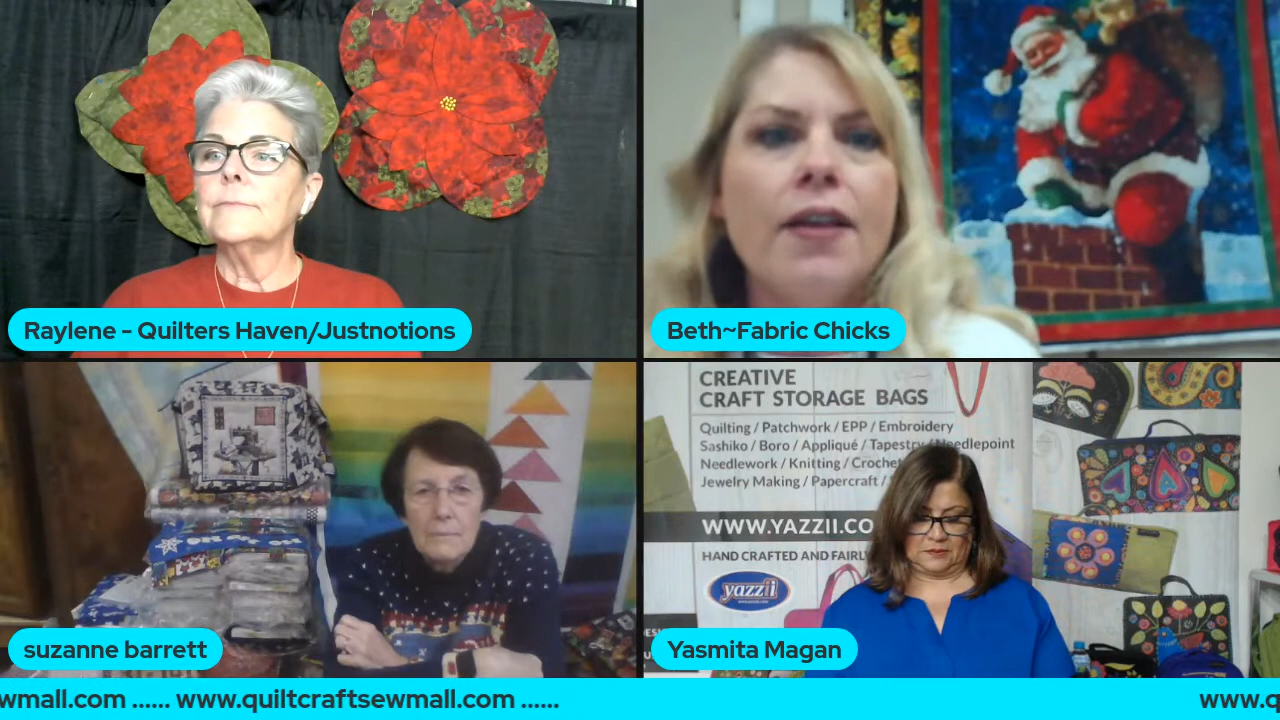 Raylene - Quilters Haven/Justnotions
Beth~Fabric Chicks
CREATIVE
CRAFT STORAGE BAGS
Quilting / Patchwork / EPP / Embroidery
Sashiko / Boro / Appliqué / Tapestry / Needlepoint
Needlework / Knitting / Crochet
Jewelry Making / Papercraft /
WWW.YAZZII.CO
HAND CRAFTED AND FAIRL
yazzii
suzanne barrett
Yasmita Magan
wmall.com ...... www.quiltcraftsewmall.com ...... www.q